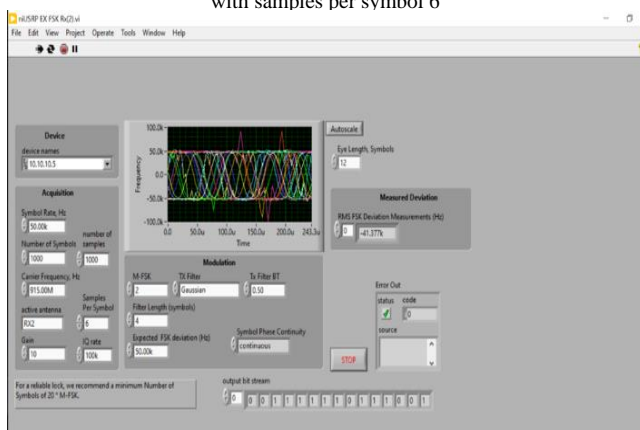 with samples per symbol 6
niUSRP EX FSK Rx(2).vi
File Edit View Project Operate Tools Window Help
Device
device names
10.10.10.5
Acquisition
Symbol Rate, Hz
50.00k
Number of Symbols
1000
number of samples
1000
Carrier Frequency, Hz
915.00M
active antenna
RX2
Samples Per Symbol
6
Gain
10
IQ rate
100k
Frequency
100.0k
50.0k
0.0
-50.0k
-100.0k
0.0 50.0u 100.0u 150.0u 200.0u 243.3u
Time
Autoscale
Eye Length, Symbols
12
Measured Deviation
RMS FSK Deviation Measurements (Hz)
0 -41.377k
Modulation
M-FSK
2
TX Filter
Gaussian
Tx Filter BT
0.50
Filter Length (symbols)
4
Expected FSK deviation (Hz)
50.00k
Symbol Phase Continuity
continuous
Error Out
status code
0
source
STOP
For a reliable lock, we recommend a minimum Number of
Symbols of 20 * M-FSK.
output bit stream
0 0 0 1 1 1 1 1 1 0 1 1 1 0 0 1